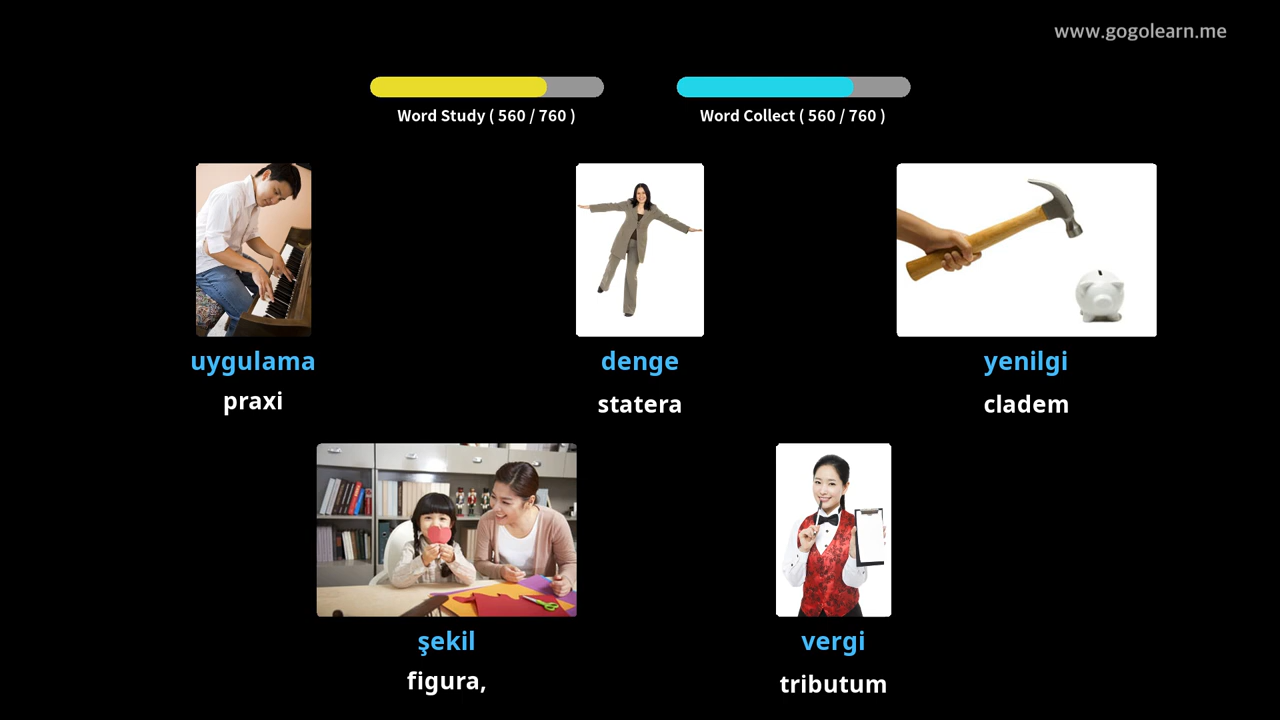 www.gogolearn.me
Word Study ( 560 / 760 )
Word Collect ( 560 / 760 )
uygulama
praxi
denge
statera
yenilgi
cladem
şekil
figura,
vergi
tributum